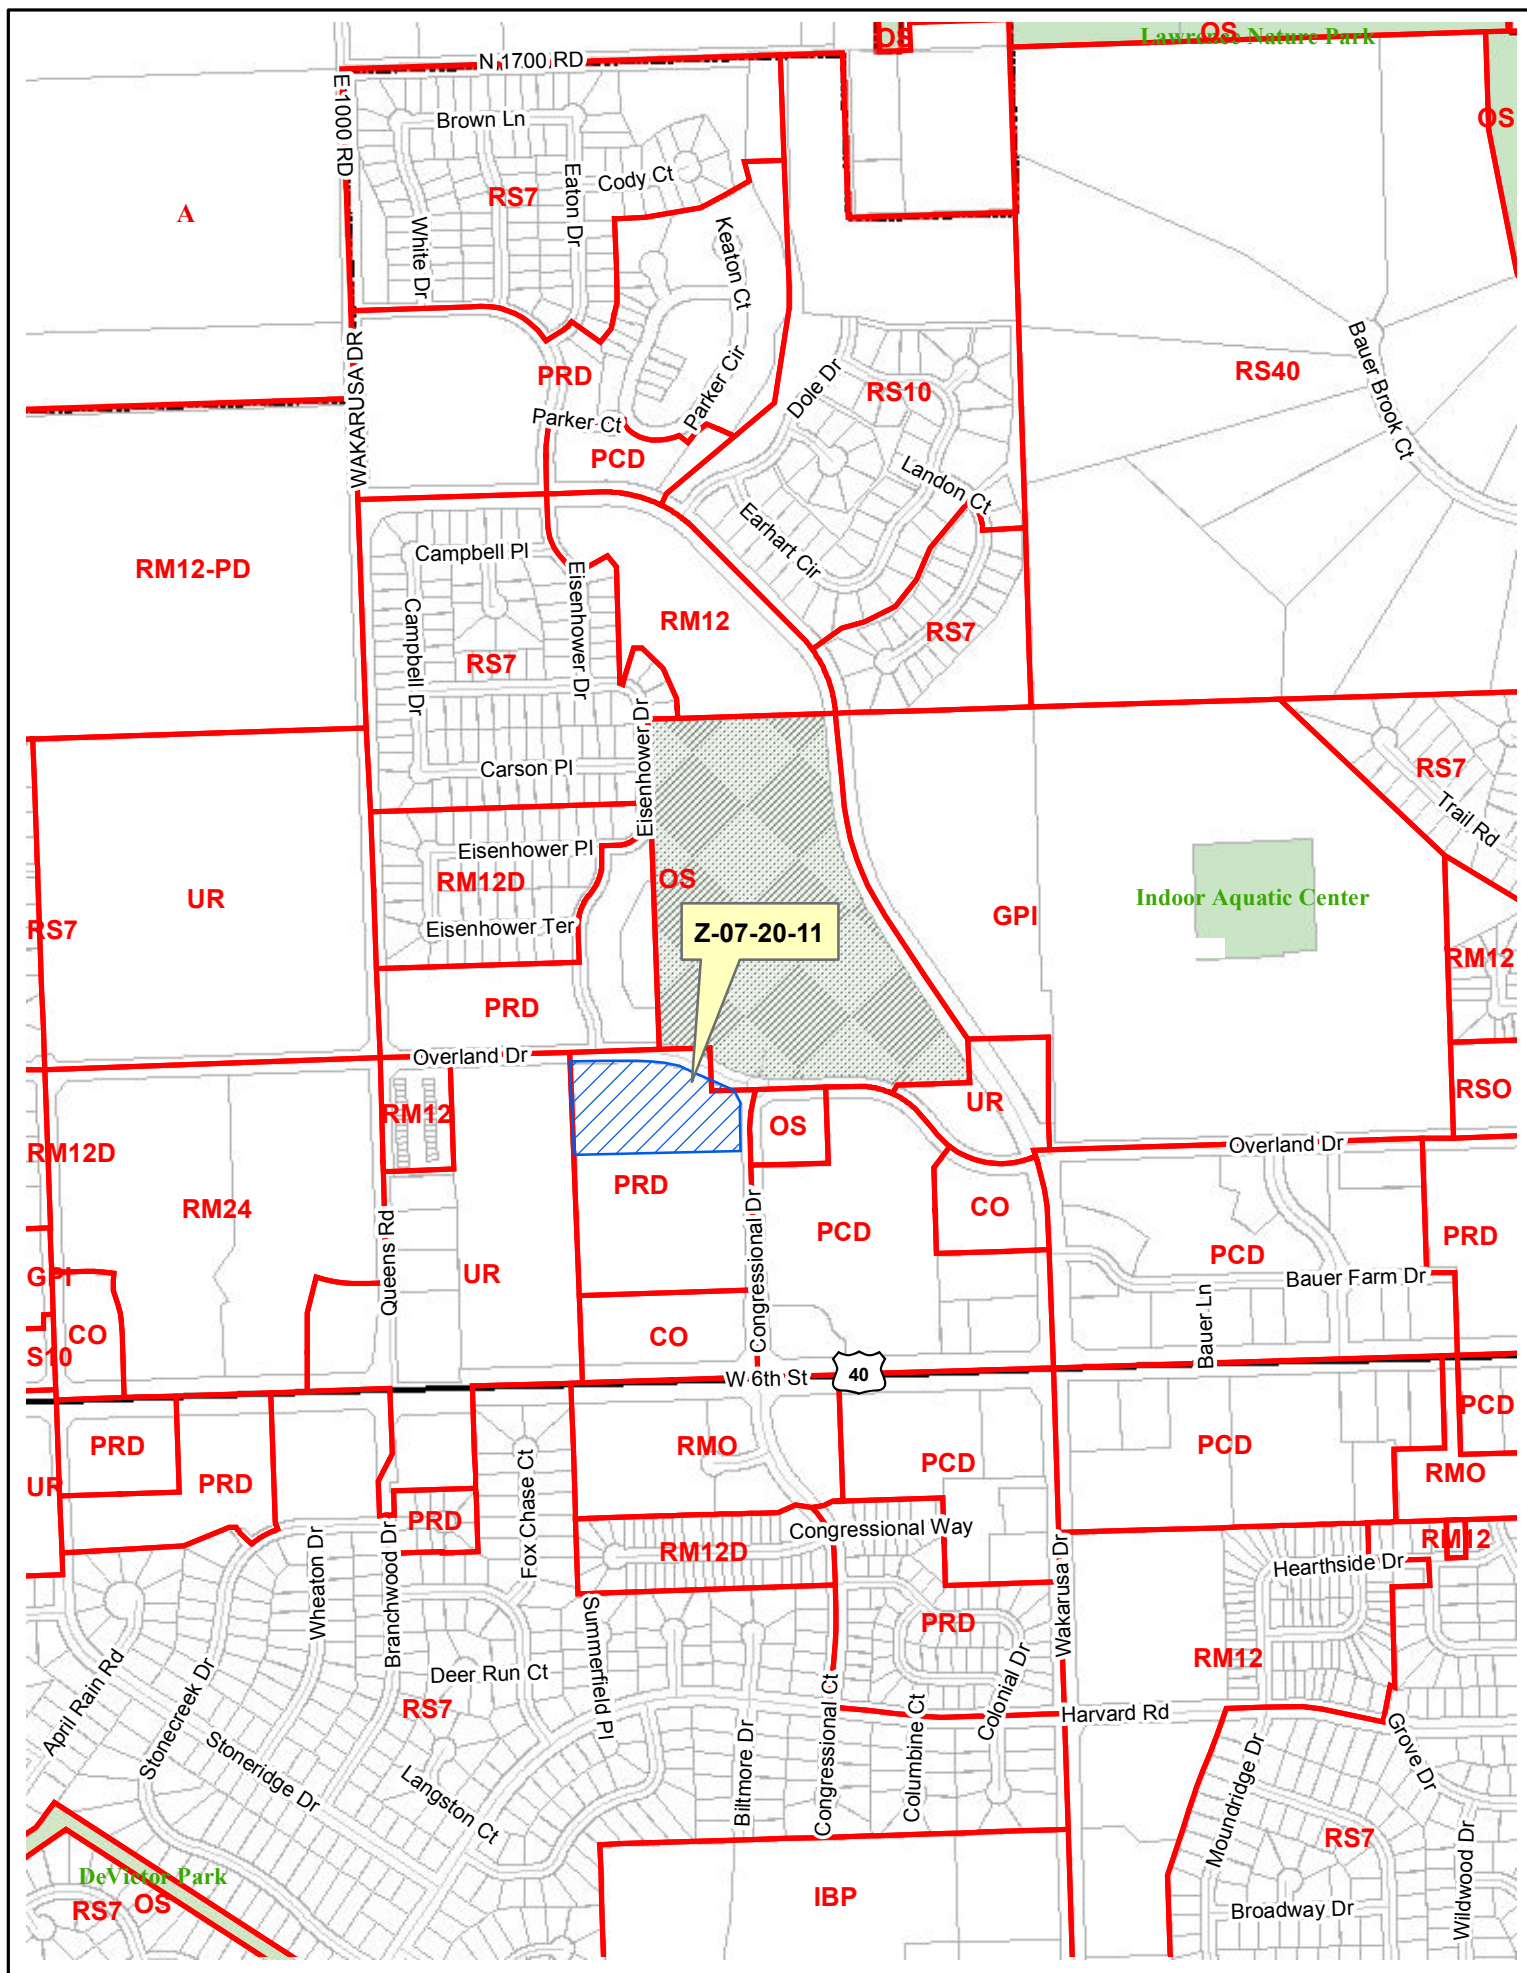 OS
OS
Lawrence Nature Park
N 1700 RD
E 1000 RD
Brown Ln
OS
Eaton Dr
Cody Ct
RS7
A
White Dr
Keaton Ct
Bauer Brook Ct
WAKARUSA DR
Dole Dr
Parker Cir
PRD
RS10
RS40
Parker Ct
PCD
Landon Ct
Earhart Cir
Campbell Pl
RM12-PD
Eisenhower Dr
Campbell Dr
RM12
RS7
RS7
Eisenhower Dr
Carson Pl
RS7
Trail Rd
Eisenhower Pl
RM12D
OS
UR
Indoor Aquatic Center
GPI
Eisenhower Ter
RS7
Z-07-20-11
RM12
PRD
Overland Dr
RSO
RM12
UR
OS
Overland Dr
RM12D
PRD
RM24
CO
PCD
Congressional Dr
PCD
PRD
Queens Rd
UR
GPI
Bauer Farm Dr
Bauer Ln
CO
CO
S10
W 6th St
40
PCD
PRD
RMO
PCD
PCD
RMO
UR
PRD
Fox Chase Ct
PRD
Congressional Way
RM12
Wheaton Dr
Branchwood Dr
RM12D
Wakarusa Dr
Hearthside Dr
Summerfield Pl
PRD
RM12
Deer Run Ct
April Rain Rd
Stonecreek Dr
RS7
Colonial Dr
Harvard Rd
Congressional Ct
Columbine Ct
Biltmore Dr
Grove Dr
Stoneridge Dr
Moundridge Dr
Langston Ct
RS7
Wildwood Dr
DeVictor Park
RS7
OS
IBP
Broadway Dr